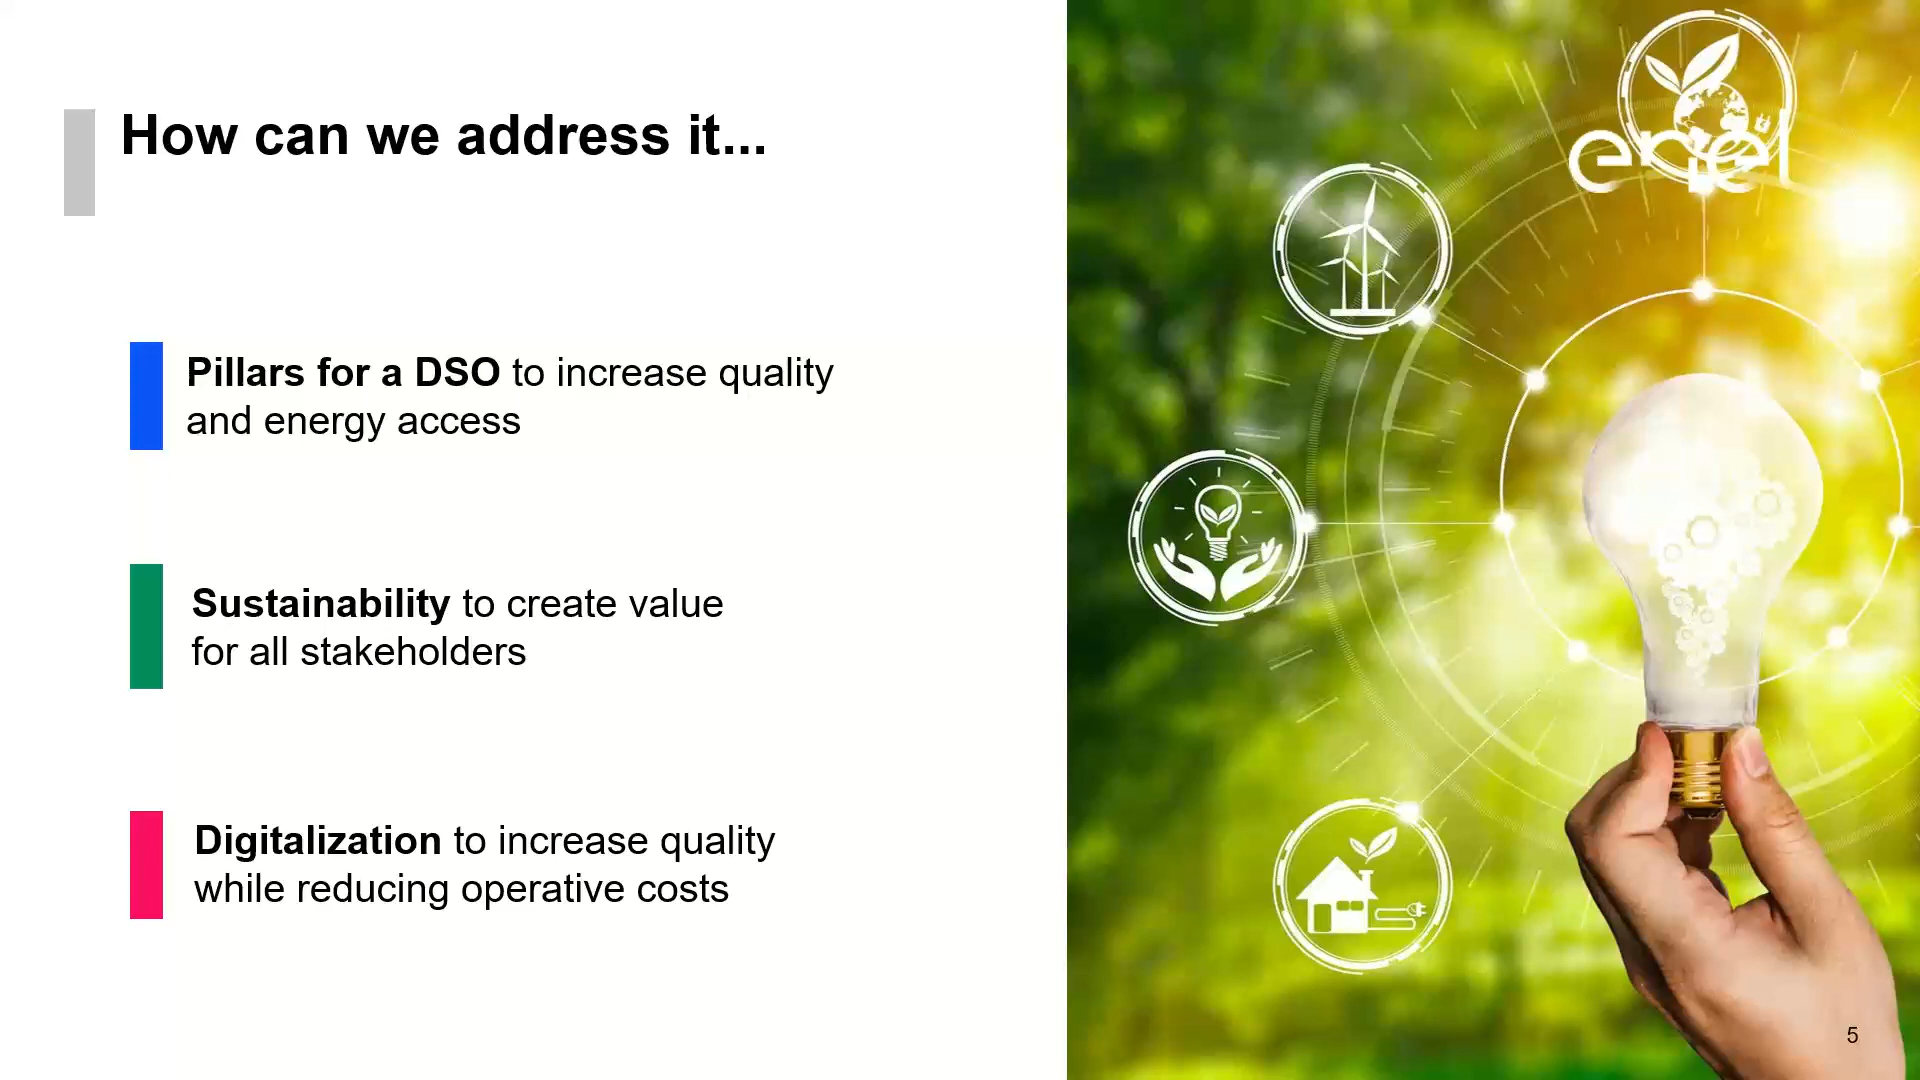 How can we address it...
Pillars for a DSO to increase quality
and energy access
Sustainability to create value
for all stakeholders
Digitalization to increase quality
while reducing operative costs
enel
5